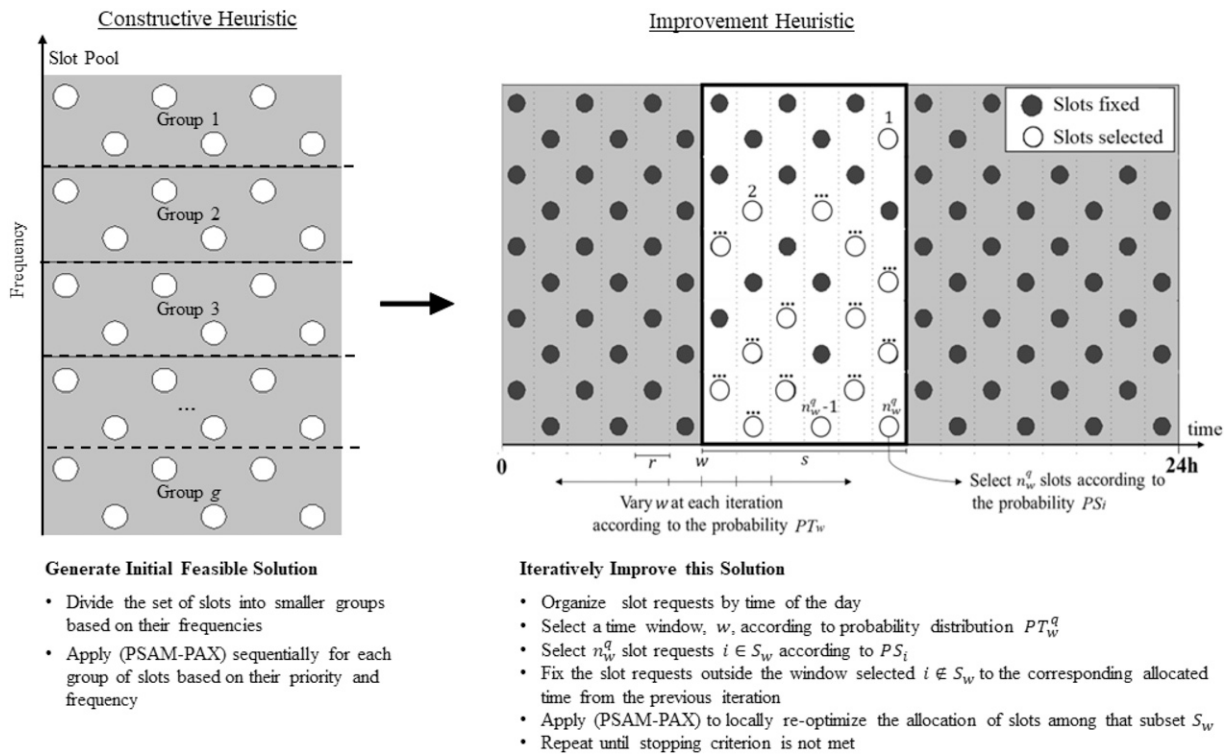 Constructive Heuristic
Slot Pool
Frequency
Group 1
Group 2
Group 3
...
Group g
Generate Initial Feasible Solution
• Divide the set of slots into smaller groups
based on their frequencies
• Apply (PSAM-PAX) sequentially for each
group of slots based on their priority and
frequency
Improvement Heuristic
Slots fixed
Slots selected
1
2
...
...
...
...
...
...
...
...
...
...
...
...
n_w^q-1
n_w^q
time
0
r
w
s
24h
Vary w at each iteration
according to the probability PT_w
Select n_w^q slots according to
the probability PS_i
Iteratively Improve this Solution
• Organize slot requests by time of the day
• Select a time window, w, according to probability distribution PT_w^q
• Select n_w^q slot requests i ∈ S_w according to PS_i
• Fix the slot requests outside the window selected i ∉ S_w to the corresponding allocated
time from the previous iteration
• Apply (PSAM-PAX) to locally re-optimize the allocation of slots among that subset S_w
• Repeat until stopping criterion is not met